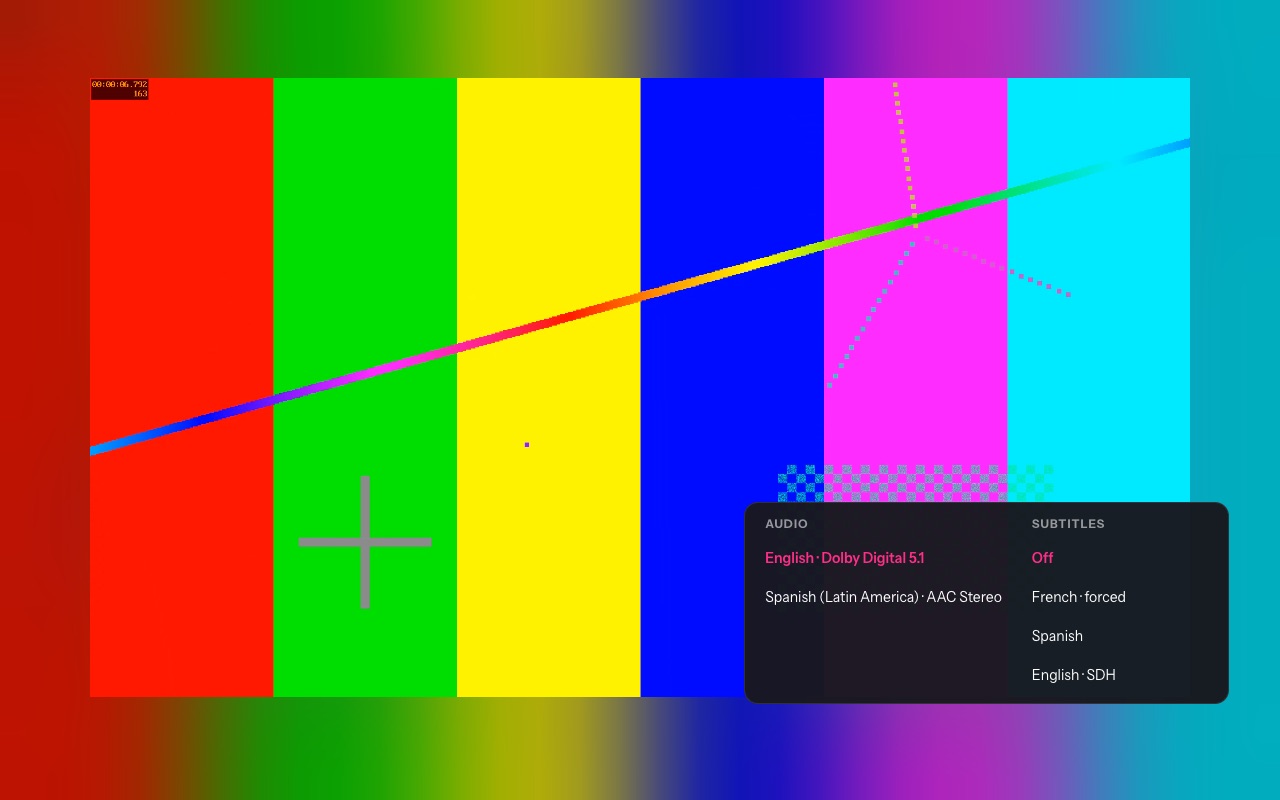 00:00:06.792
163
AUDIO
English · Dolby Digital 5.1
Spanish (Latin America) · AAC Stereo
SUBTITLES
Off
French · forced
Spanish
English · SDH